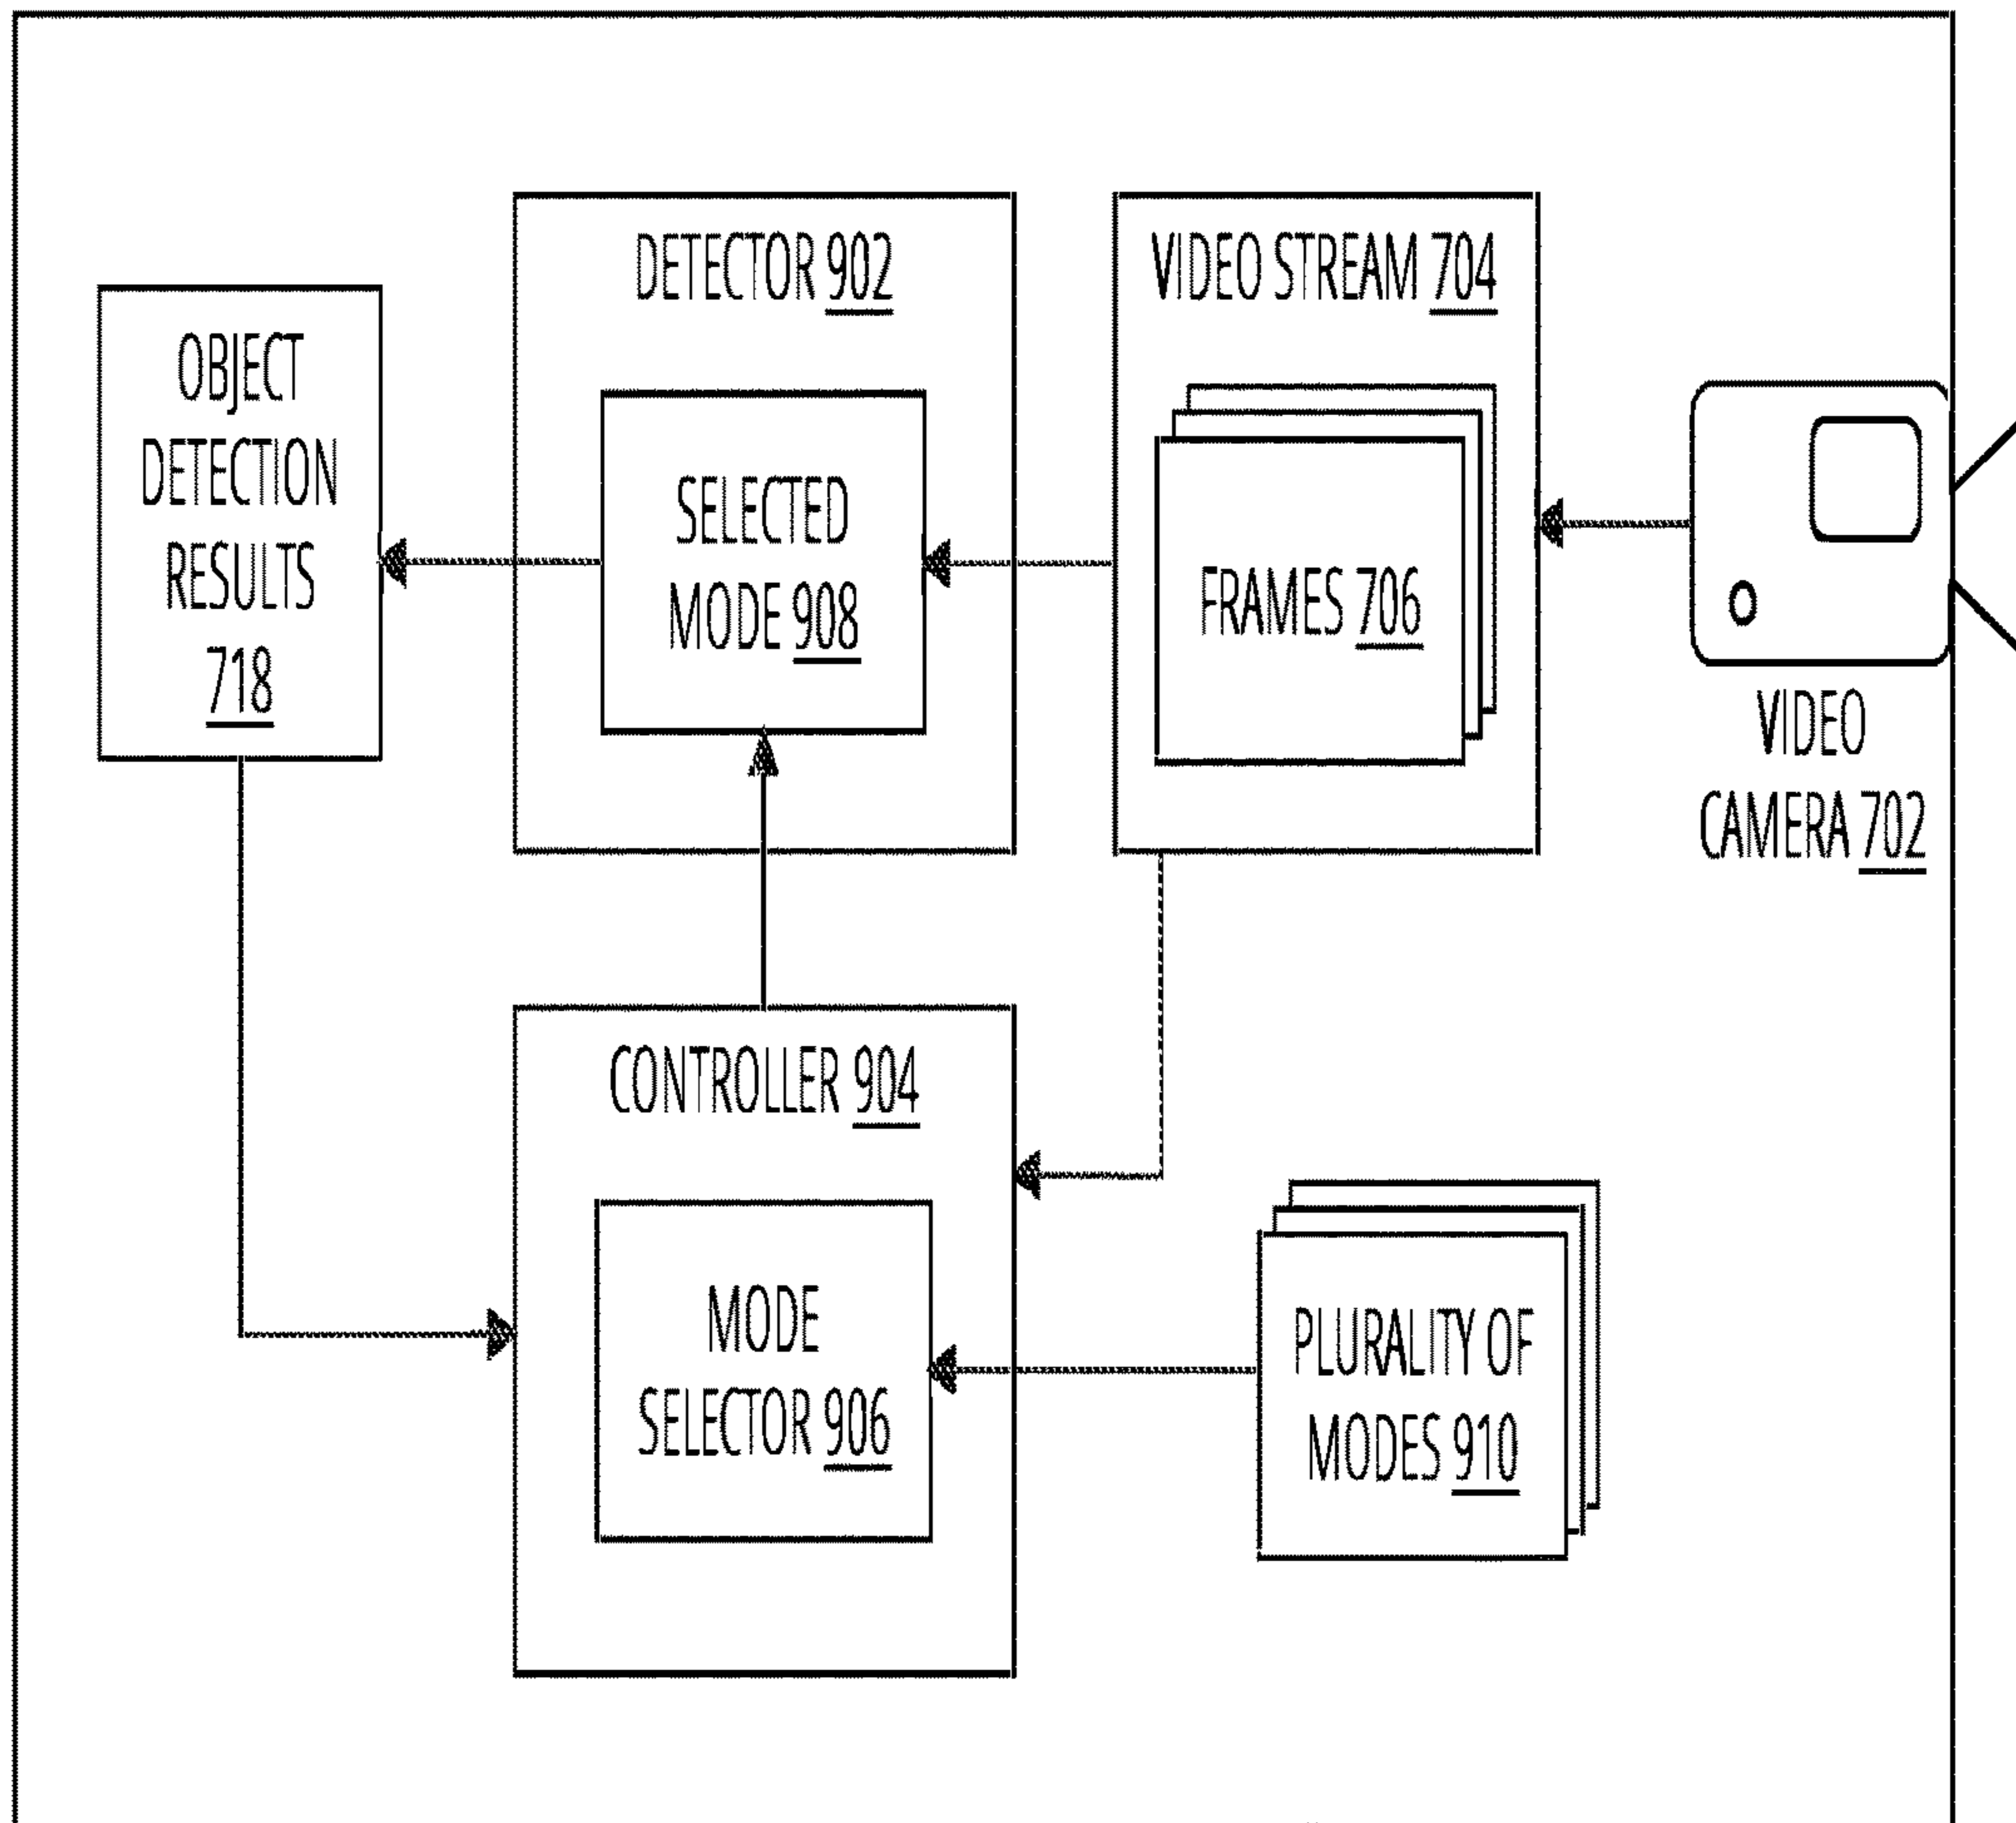 DETECTOR 902
VIDEO STREAM 704
OBJECT
DETECTION
RESULTS
718
SELECTED
MODE 908
FRAMES 706
VIDEO
CAMERA 702
CONTROLLER 904
MODE
SELECTOR 906
PLURALITY OF
MODES 910